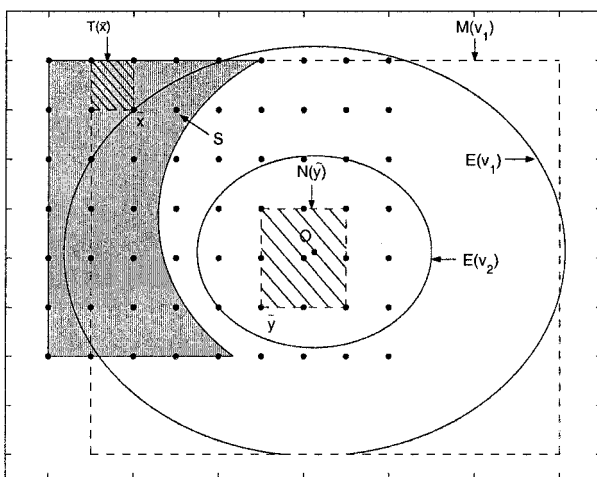 T(x̄)
M(v₁)
x̄
S
E(v₁)
N(ȳ)
O
E(v₂)
ȳ